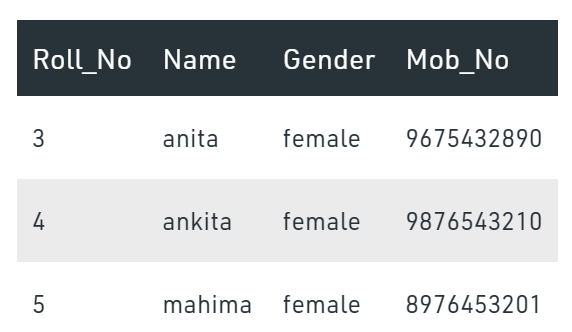 Roll_No Name Gender Mob_No
3 anita female 9675432890
4 ankita female 9876543210
5 mahima female 8976453201